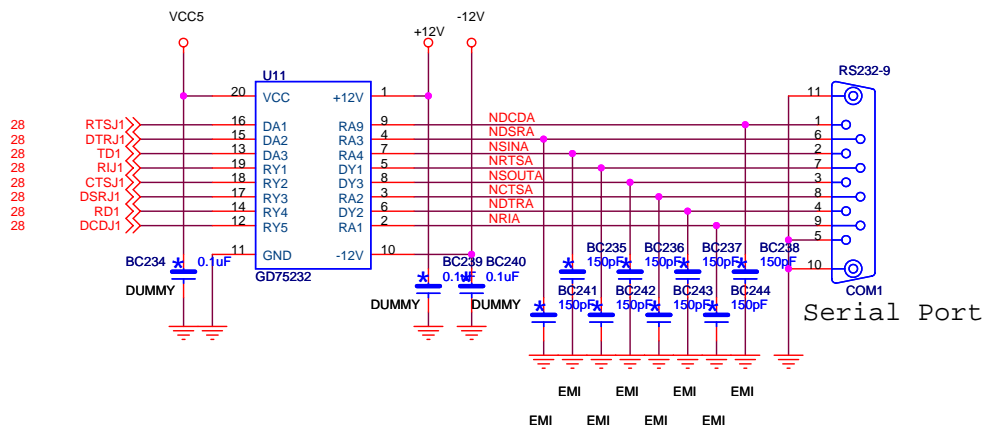 VCC5
-12V
+12V
U11
RS232-9
20 VCC +12V 1
11
28 RTSJ1 16 DA1 RA9 9 NDCDA 1
28 DTRJ1 15 DA2 RA3 4 NDSRA 6
28 TD1 13 DA3 RA4 7 NSINA 2
28 RIJ1 19 RY1 DY1 5 NRTSA 7
28 CTSJ1 18 RY2 DY3 8 NSOUTA 3
28 DSRJ1 17 RY3 RA2 3 NCTSA 8
28 RD1 14 RY4 DY2 6 NDTRA 4
28 DCDJ1 12 RY5 RA1 2 NRIA 9
5
11 GND -12V 10
10
BC234 0.1uF
DUMMY
GD75232
BC239 0.1uF
DUMMY
BC240 0.1uF
DUMMY
BC235 BC236 BC237 BC238
150pF 150pF 150pF 150pF
BC241 BC242 BC243 BC244
150pF 150pF 150pF 150pF
COM1
Serial Port
EMI EMI EMI EMI
EMI EMI EMI EMI